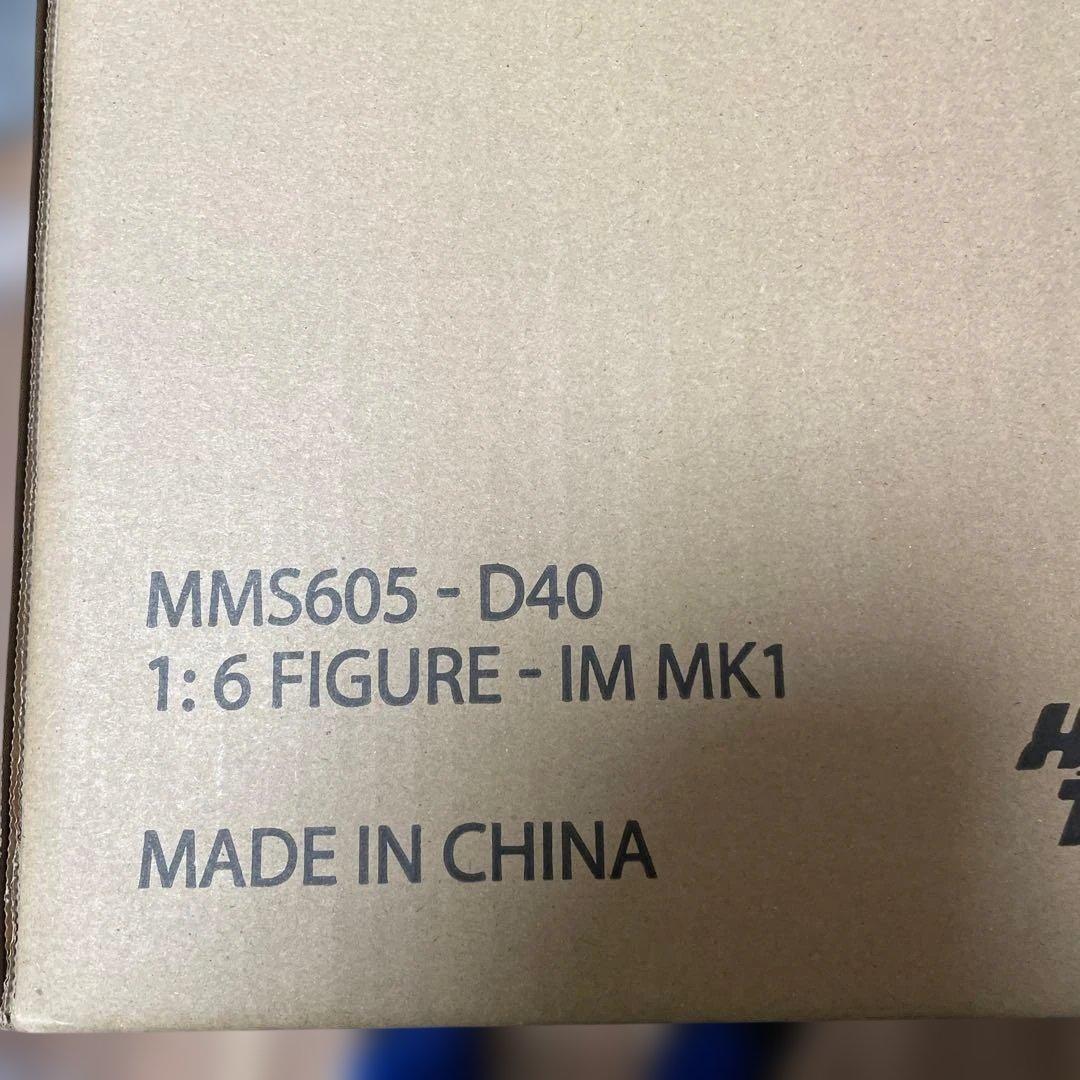 MMS605 - D40
1: 6 FIGURE - IM MK1
MADE IN CHINA